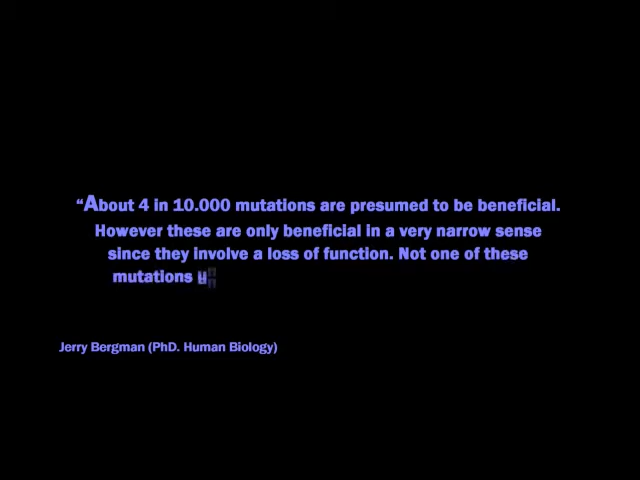 “About 4 in 10.000 mutations are presumed to be beneficial.
However these are only beneficial in a very narrow sense
since they involve a loss of function. Not one of these
mutations
Jerry Bergman (PhD. Human Biology)